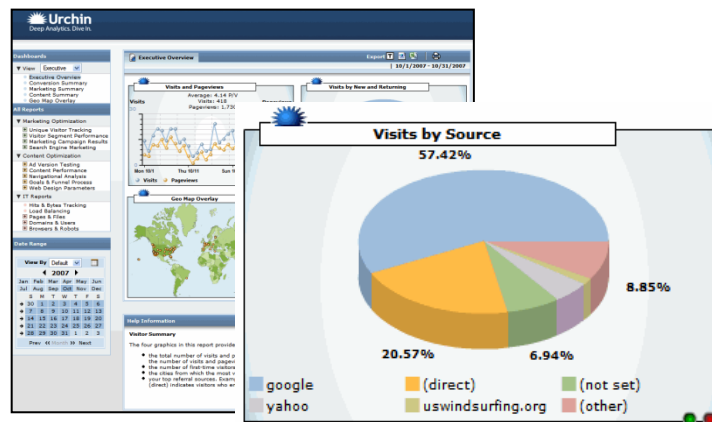 Urchin
Deep Analytics. Dive In.
Dashboards
View Executive
Executive Overview
Conversion Summary
Marketing Summary
Content Summary
Geo Map Overlay
All Reports
Marketing Optimization
Unique Visitor Tracking
Visitor Segment Performance
Marketing Campaign Results
Search Engine Marketing
Content Optimization
Ad Version Testing
Content Performance
Navigational Analysis
Goals & Funnel Process
Web Design Parameters
IT Reports
Hits & Bytes Tracking
Load Balancing
Pages & Files
Domains & Users
Browsers & Robots
Date Range
View By Default
2007
Jan Feb Mar Apr May Jun
Jul Aug Sep Oct Nov Dec
S M T W T F S
30 1 2 3 4 5 6
7 8 9 10 11 12 13
14 15 16 17 18 19 20
21 22 23 24 25 26 27
28 29 30 31 1 2 3
Prev Month Next
Executive Overview
Export
10/1/2007 - 10/31/2007
Visits and Pageviews
Average: 4.14 P/V
Visits Visits: 418
Pageviews: 1,730
Mon 10/1 Thu 10/11 Sun
Visits Pageviews
Visits by New and Returning
Geo Map Overlay
Help Information
Visitor Summary
The four graphics in this report provide
the total number of visits and p
the number of visits and pagev
the number of first-time visitors
the cities from which the most v
your top referral sources. Exam
(direct) indicates visitors who en
Visits by Source
57.42%
8.85%
20.57%
6.94%
google (direct) (not set)
yahoo uswindsurfing.org (other)